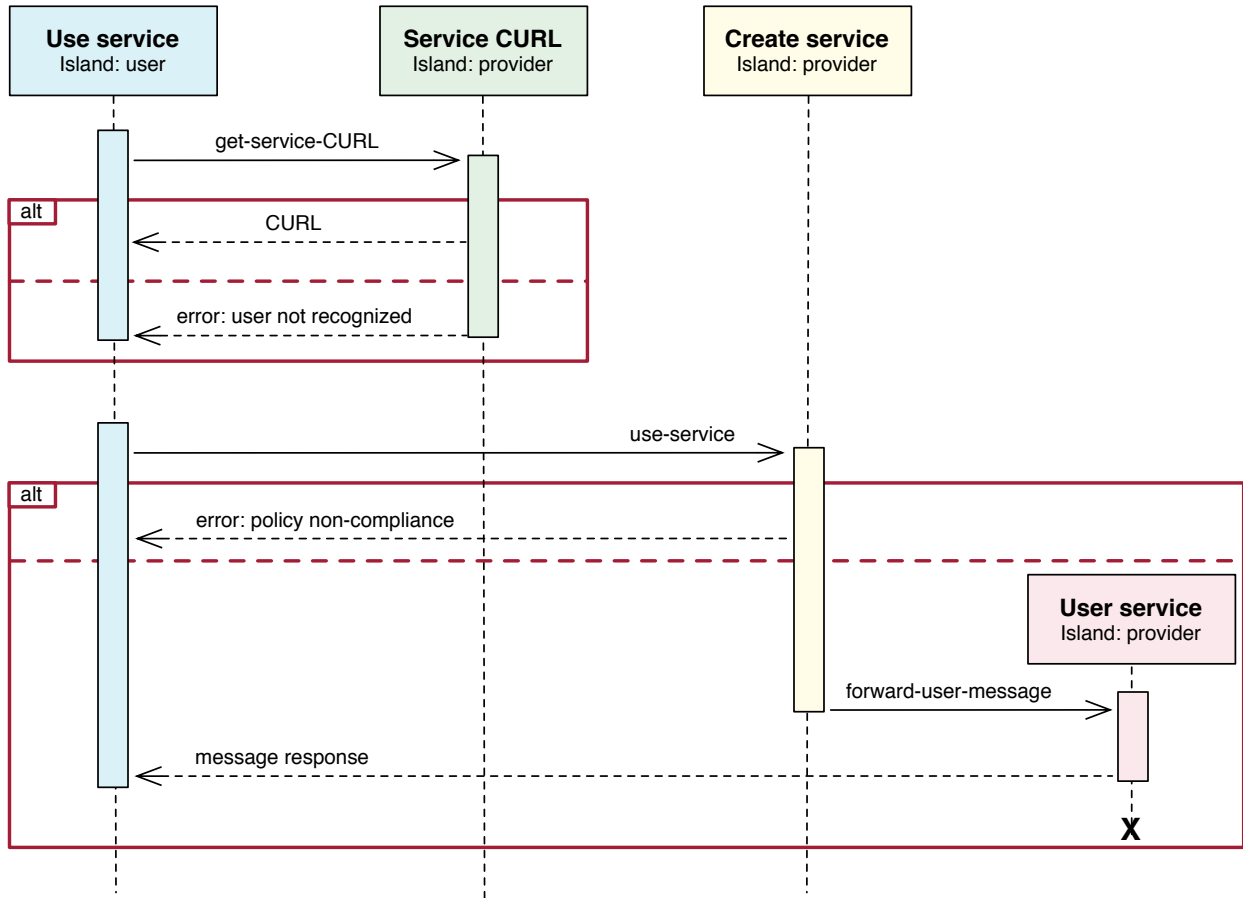 Use service
Island: user
Service CURL
Island: provider
Create service
Island: provider
get-service-CURL
alt
CURL
error: user not recognized
use-service
alt
error: policy non-compliance
User service
Island: provider
forward-user-message
message response
X